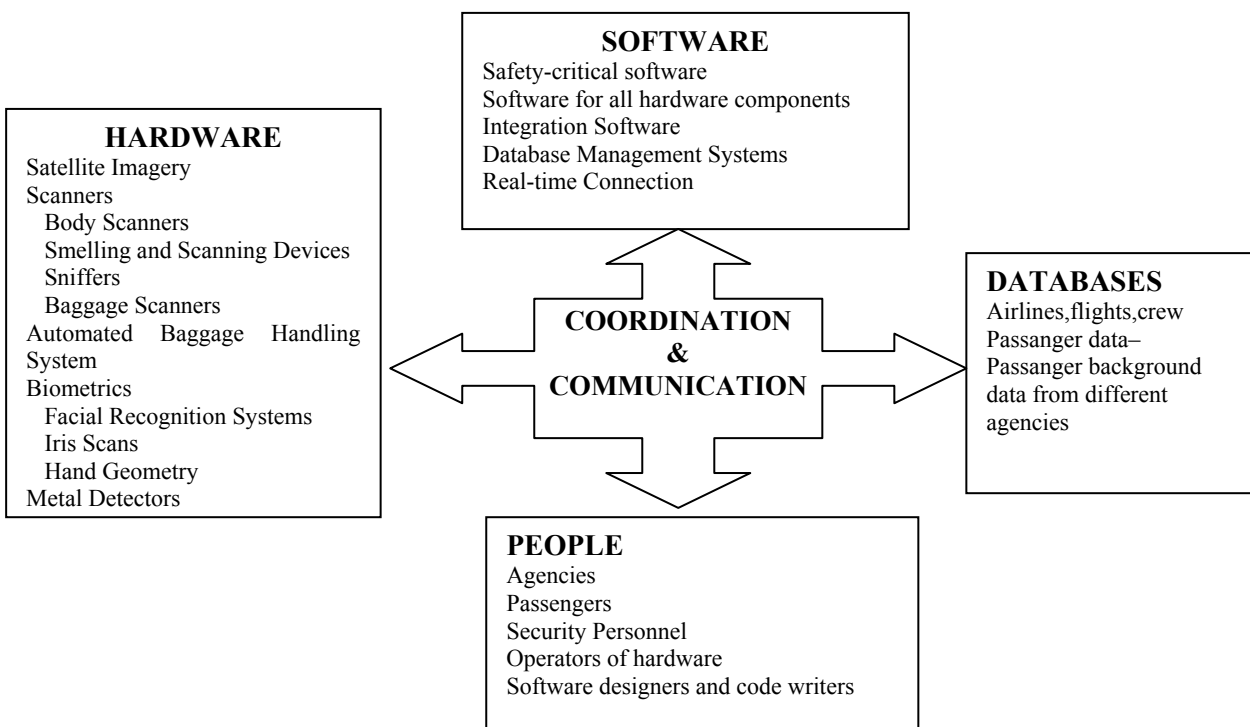 SOFTWARE
Safety-critical software
Software for all hardware components
Integration Software
Database Management Systems
Real-time Connection
HARDWARE
Satellite Imagery
Scanners
Body Scanners
Smelling and Scanning Devices
Sniffers
Baggage Scanners
Automated Baggage Handling
System
Biometrics
Facial Recognition Systems
Iris Scans
Hand Geometry
Metal Detectors
COORDINATION
&
COMMUNICATION
DATABASES
Airlines,flights,crew
Passanger data–
Passanger background
data from different
agencies
PEOPLE
Agencies
Passengers
Security Personnel
Operators of hardware
Software designers and code writers